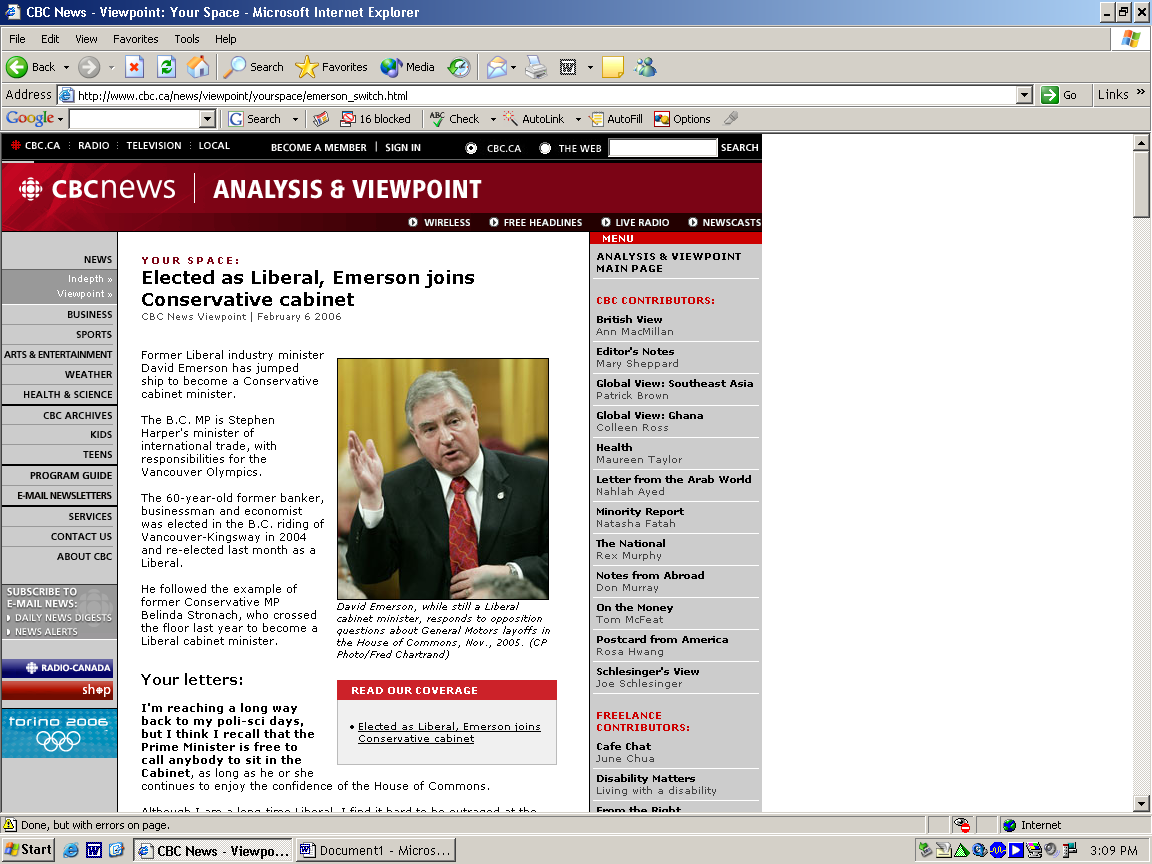 CBC News - Viewpoint: Your Space - Microsoft Internet Explorer
File Edit View Favorites Tools Help
Back Search Favorites Media
Address http://www.cbc.ca/news/viewpoint/yourspace/emerson_switch.html Go Links »
Google Search 16 blocked ABC Check AutoLink AutoFill Options
CBC.CA RADIO TELEVISION LOCAL BECOME A MEMBER SIGN IN CBC.CA THE WEB SEARCH
CBCnews ANALYSIS & VIEWPOINT
WIRELESS FREE HEADLINES LIVE RADIO NEWSCASTS
NEWS
Indepth »
Viewpoint »
BUSINESS
SPORTS
ARTS & ENTERTAINMENT
WEATHER
HEALTH & SCIENCE
CBC ARCHIVES
KIDS
TEENS
PROGRAM GUIDE
E-MAIL NEWSLETTERS
SERVICES
CONTACT US
ABOUT CBC
SUBSCRIBE TO
E-MAIL NEWS:
DAILY NEWS DIGESTS
NEWS ALERTS
RADIO-CANADA
shop
torino 2006
YOUR SPACE:
Elected as Liberal, Emerson joins
Conservative cabinet
CBC News Viewpoint | February 6 2006
Former Liberal industry minister
David Emerson has jumped
ship to become a Conservative
cabinet minister.
The B.C. MP is Stephen
Harper's minister of
international trade, with
responsibilities for the
Vancouver Olympics.
The 60-year-old former banker,
businessman and economist
was elected in the B.C. riding of
Vancouver-Kingsway in 2004
and re-elected last month as a
Liberal.
He followed the example of
former Conservative MP
Belinda Stronach, who crossed
the floor last year to become a
Liberal cabinet minister.
David Emerson, while still a Liberal
cabinet minister, responds to opposition
questions about General Motors layoffs in
the House of Commons, Nov., 2005. (CP
Photo/Fred Chartrand)
READ OUR COVERAGE
• Elected as Liberal, Emerson joins
Conservative cabinet
Your letters:
I'm reaching a long way
back to my poli-sci days,
but I think I recall that the
Prime Minister is free to
call anybody to sit in the
Cabinet, as long as he or she
continues to enjoy the confidence of the House of Commons.
Although I am a long-time Liberal, I find it hard to be outraged at the
MENU
ANALYSIS & VIEWPOINT
MAIN PAGE
CBC CONTRIBUTORS:
British View
Ann MacMillan
Editor's Notes
Mary Sheppard
Global View: Southeast Asia
Patrick Brown
Global View: Ghana
Colleen Ross
Health
Maureen Taylor
Letter from the Arab World
Nahlah Ayed
Minority Report
Natasha Fatah
The National
Rex Murphy
Notes from Abroad
Don Murray
On the Money
Tom McFeat
Postcard from America
Rosa Hwang
Schlesinger's View
Joe Schlesinger
FREELANCE
CONTRIBUTORS:
Cafe Chat
June Chua
Disability Matters
Living with a disability
From the Right
Done, but with errors on page. Internet
Start CBC News - Viewpo... Document1 - Micros... 3:09 PM